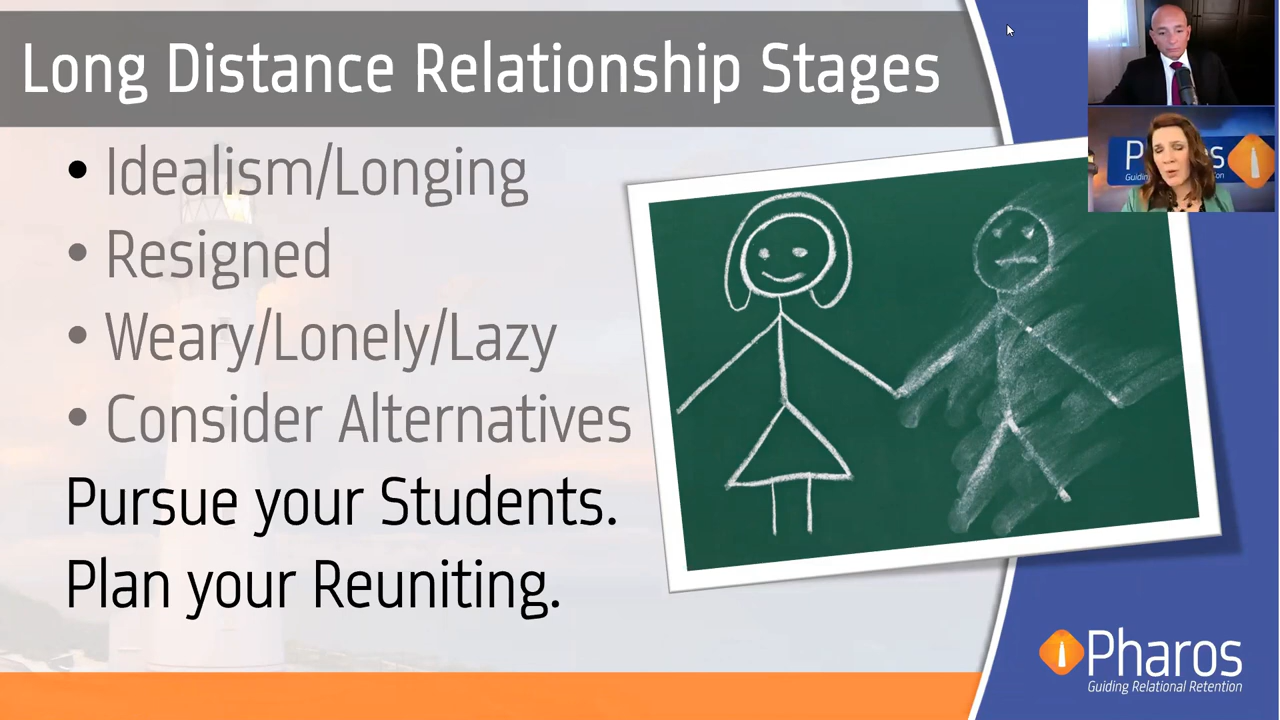 Long Distance Relationship Stages
• Idealism/Longing
• Resigned
• Weary/Lonely/Lazy
• Consider Alternatives
Pursue your Students.
Plan your Reuniting.
Pharos
Guiding Relational Retention